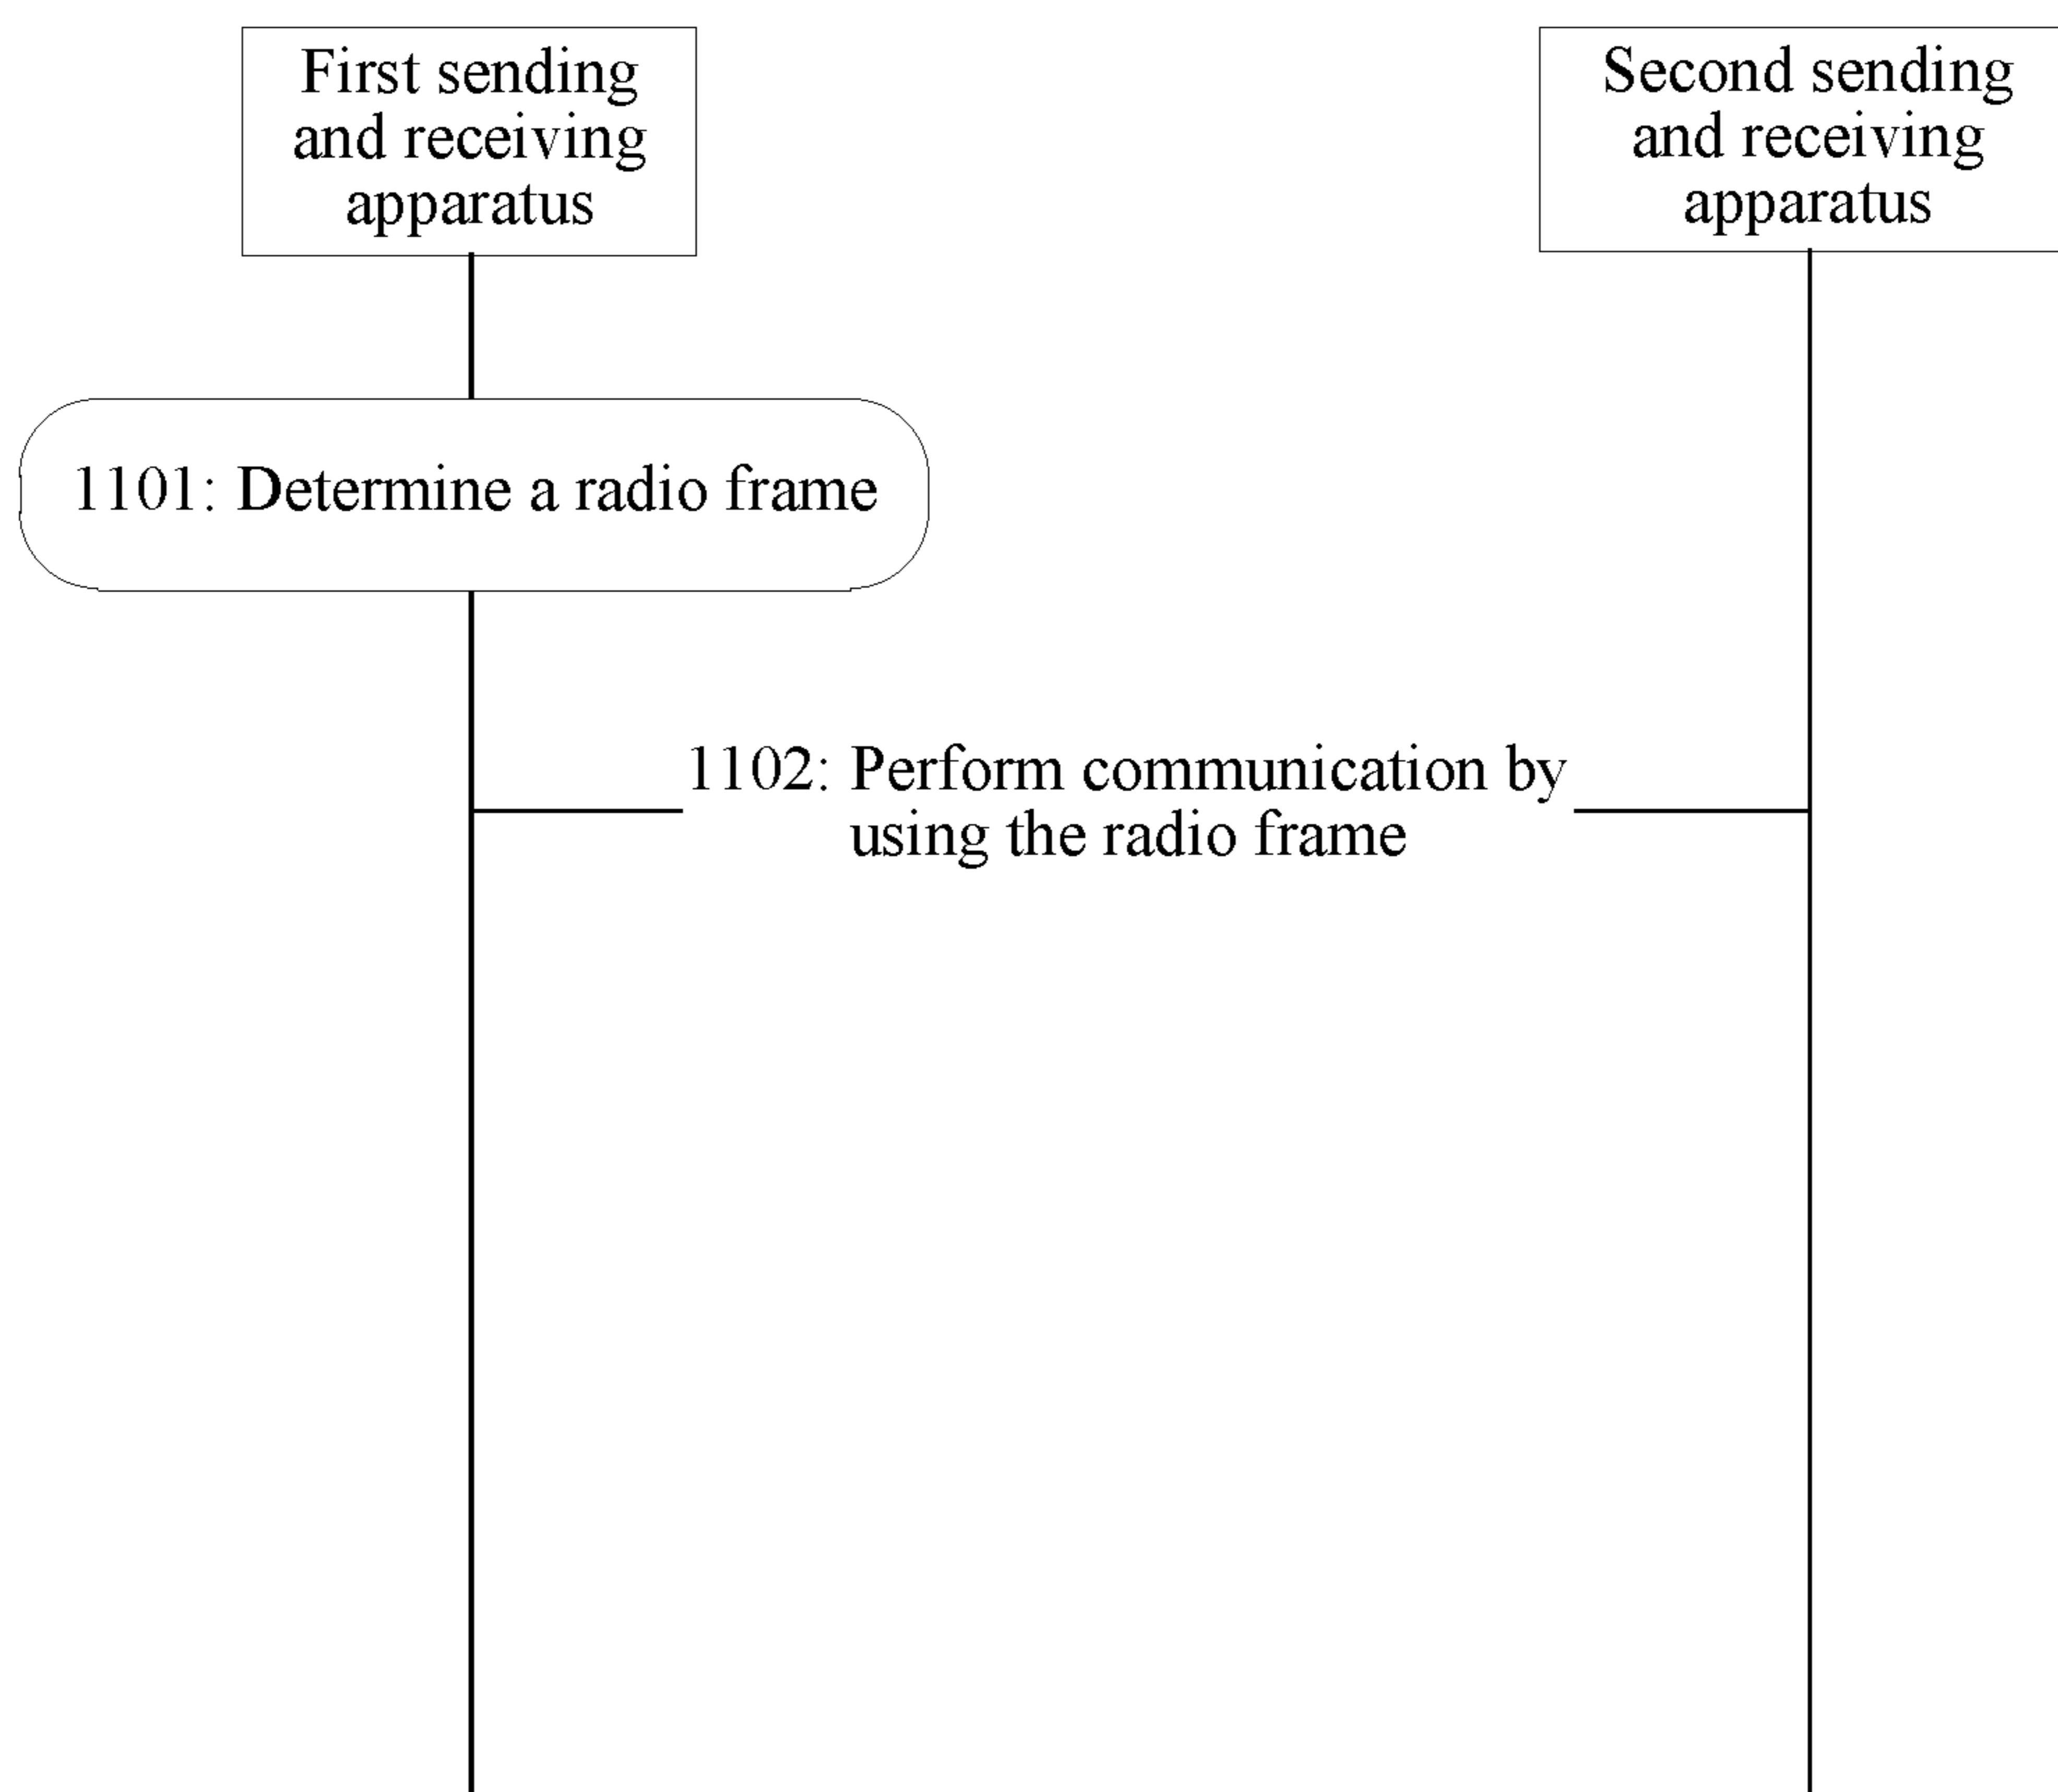 First sending
and receiving
apparatus
Second sending
and receiving
apparatus
1101: Determine a radio frame
1102: Perform communication by
using the radio frame